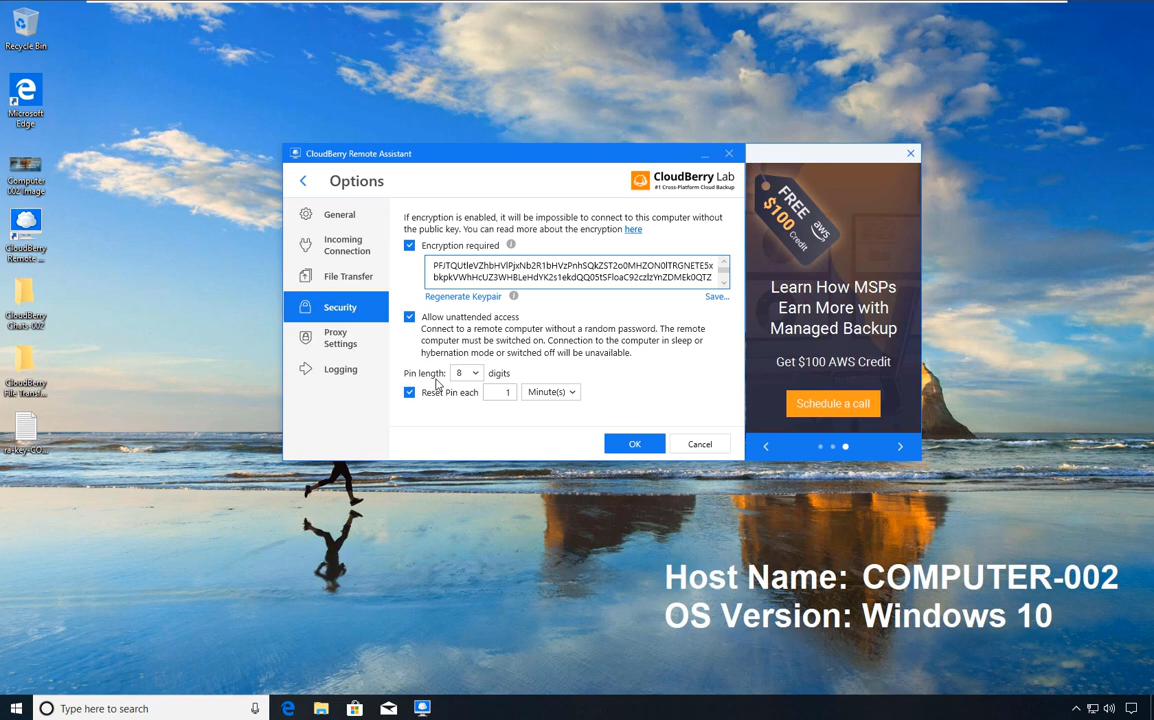 Recycle Bin
Microsoft
Edge
Computer
002 Image
CloudBerry
Remote ...
CloudBerry
Chats-002
CloudBerry
File Transf...
ra-key-CO...
CloudBerry Remote Assistant
Options
CloudBerry Lab
#1 Cross-Platform Cloud Backup
General
Incoming
Connection
File Transfer
Security
Proxy
Settings
Logging
If encryption is enabled, it will be impossible to connect to this computer without
the public key. You can read more about the encryption here
Encryption required
Regenerate Keypair
Save...
Allow unattended access
Connect to a remote computer without a random password. The remote
computer must be switched on. Connection to the computer in sleep or
hybernation mode or switched off will be unavailable.
Pin length: 8 digits
Reset Pin each 1 Minute(s)
OK
Cancel
FREE
$100
Credit
aws
Learn How MSPs
Earn More with
Managed Backup
Get $100 AWS Credit
Schedule a call
Host Name: COMPUTER-002
OS Version: Windows 10
Type here to search